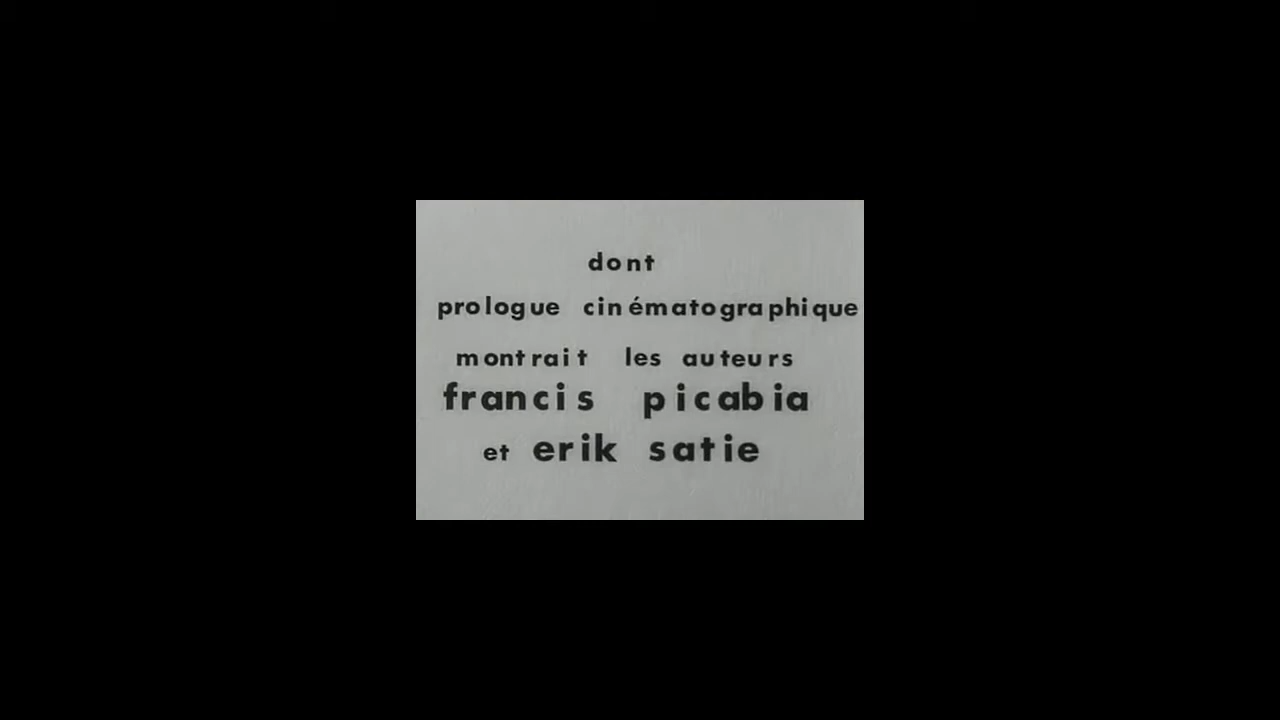 dont
prologue cinématographique
montrait les auteurs
francis picabia
et erik satie